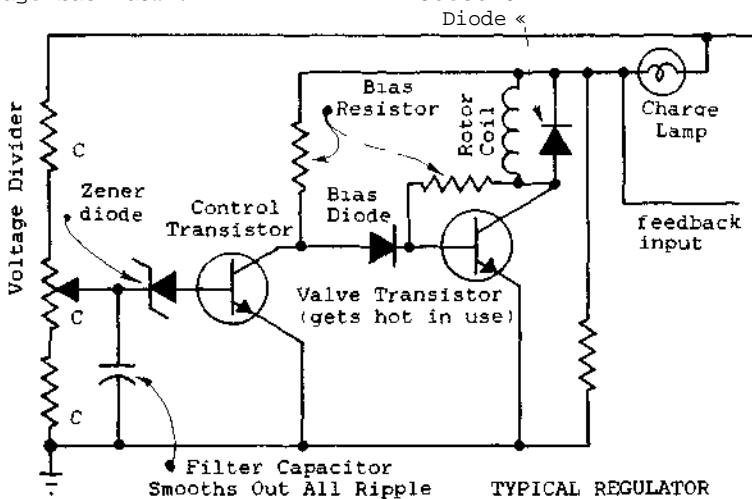 Diode
Bias
Resistor
Rotor
Coil
Charge
Lamp
Voltage Divider
C
Zener
diode
Control
Transistor
Bias
Diode
feedback
input
C
Valve Transistor
(gets hot in use)
C
Filter Capacitor
Smooths Out All Ripple
TYPICAL REGULATOR